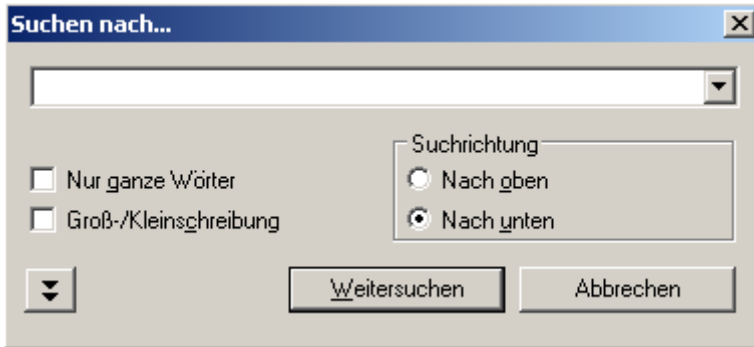 Suchen nach...
Suchrichtung
Nur ganze Wörter
Nach oben
Groß-/Kleinschreibung
Nach unten
Weitersuchen
Abbrechen